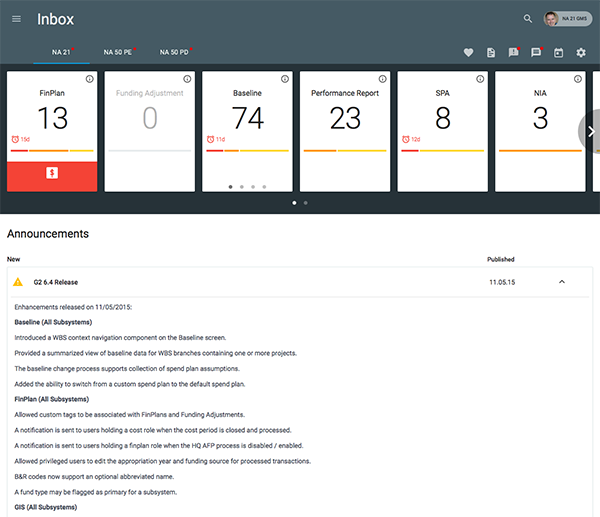 Inbox
NA 21 GMS
NA 21
NA 50 PE
NA 50 PD
FinPlan
13
15d
$
Funding Adjustment
0
Baseline
74
11d
Performance Report
23
SPA
8
12d
NIA
3
Announcements
New Published
G2 6.4 Release 11.05.15
Enhancements released on 11/05/2015:
Baseline (All Subsystems)
Introduced a WBS context navigation component on the Baseline screen.
Provided a summarized view of baseline data for WBS branches containing one or more projects.
The baseline change process supports collection of spend plan assumptions.
Added the ability to switch from a custom spend plan to the default spend plan.
FinPlan (All Subsystems)
Allowed custom tags to be associated with FinPlans and Funding Adjustments.
A notification is sent to users holding a cost role when the cost period is closed and processed.
A notification is sent to users holding a finplan role when the HQ AFP process is disabled / enabled.
Allowed privileged users to edit the appropriation year and funding source for processed transactions.
B&R codes now support an optional abbreviated name.
A fund type may be flagged as primary for a subsystem.
GIS (All Subsystems)